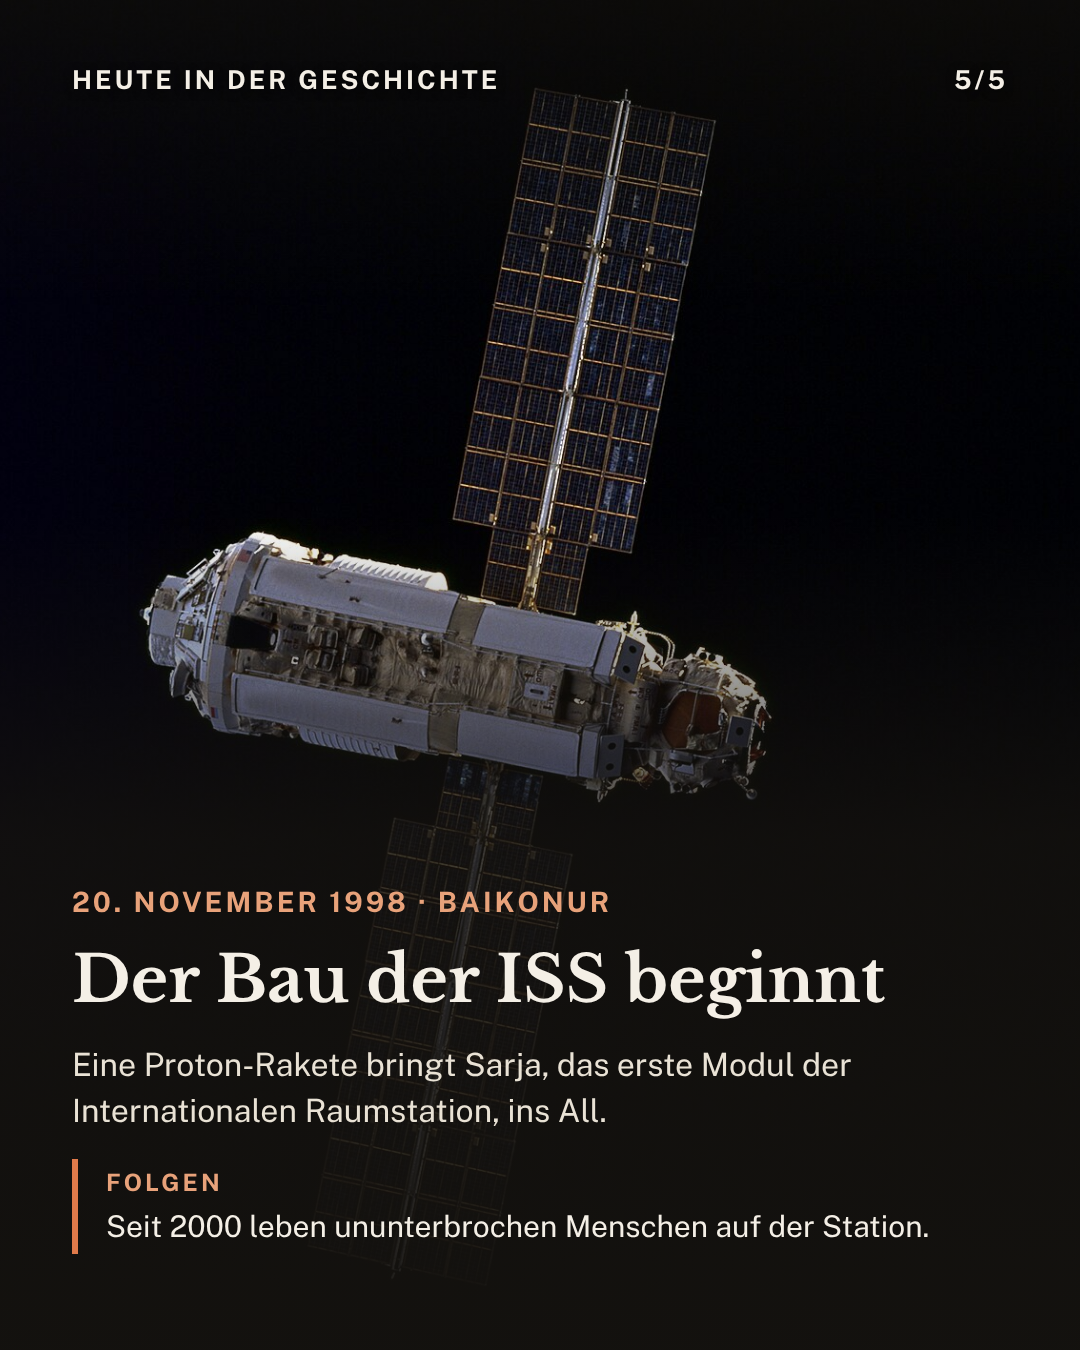 HEUTE IN DER GESCHICHTE
5/5
20. NOVEMBER 1998 · BAIKONUR
Der Bau der ISS beginnt
Eine Proton-Rakete bringt Sarja, das erste Modul der
Internationalen Raumstation, ins All.
FOLGEN
Seit 2000 leben ununterbrochen Menschen auf der Station.